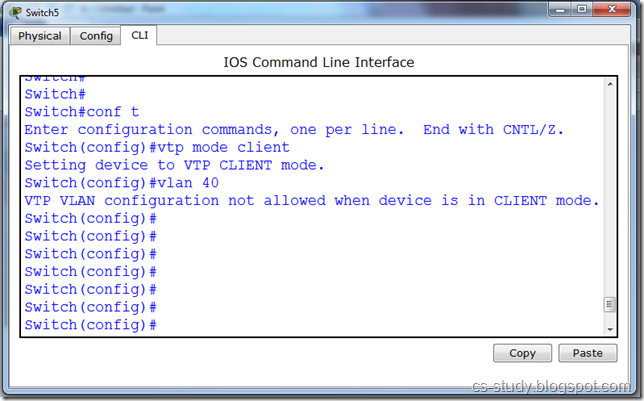 Switch5
Physical Config CLI
IOS Command Line Interface
Switch#
Switch#
Switch#conf t
Enter configuration commands, one per line.  End with CNTL/Z.
Switch(config)#vtp mode client
Setting device to VTP CLIENT mode.
Switch(config)#vlan 40
VTP VLAN configuration not allowed when device is in CLIENT mode.
Switch(config)#
Switch(config)#
Switch(config)#
Switch(config)#
Switch(config)#
Switch(config)#
Switch(config)#
Copy Paste
cs-study.blogspot.com